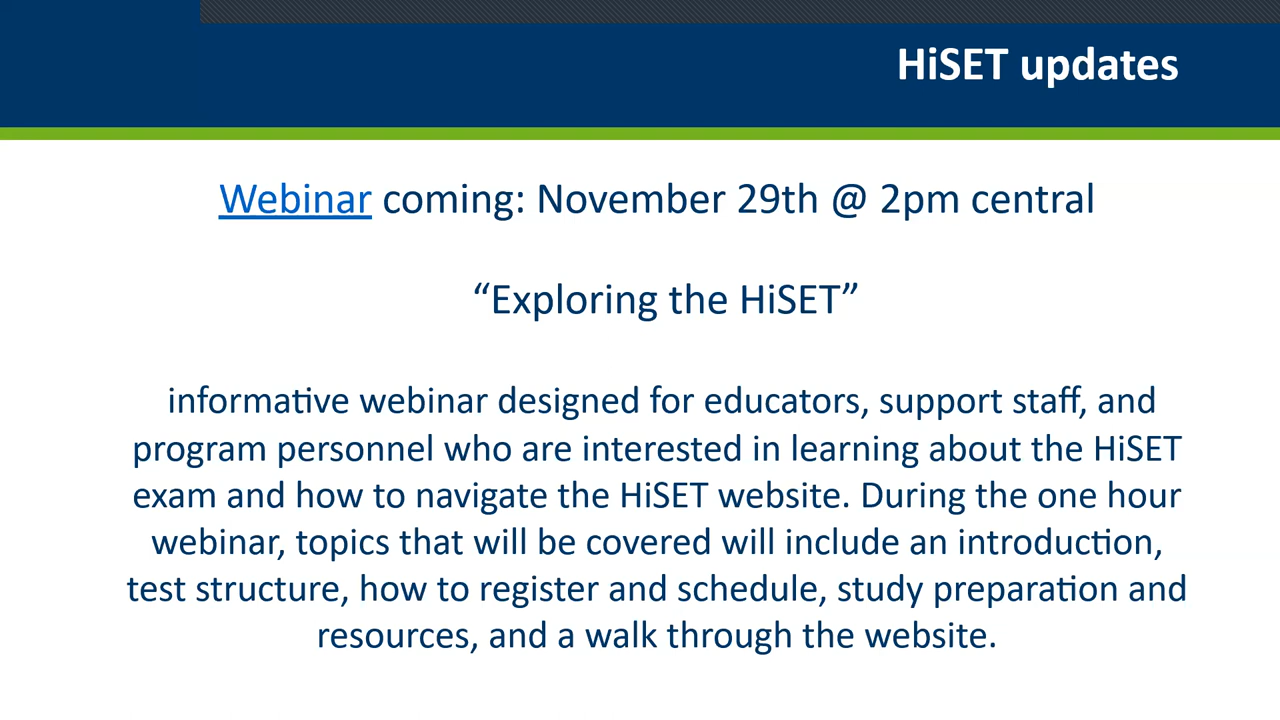 HiSET updates
Webinar coming: November 29th @ 2pm central
“Exploring the HiSET”
informative webinar designed for educators, support staff, and
program personnel who are interested in learning about the HiSET
exam and how to navigate the HiSET website. During the one hour
webinar, topics that will be covered will include an introduction,
test structure, how to register and schedule, study preparation and
resources, and a walk through the website.